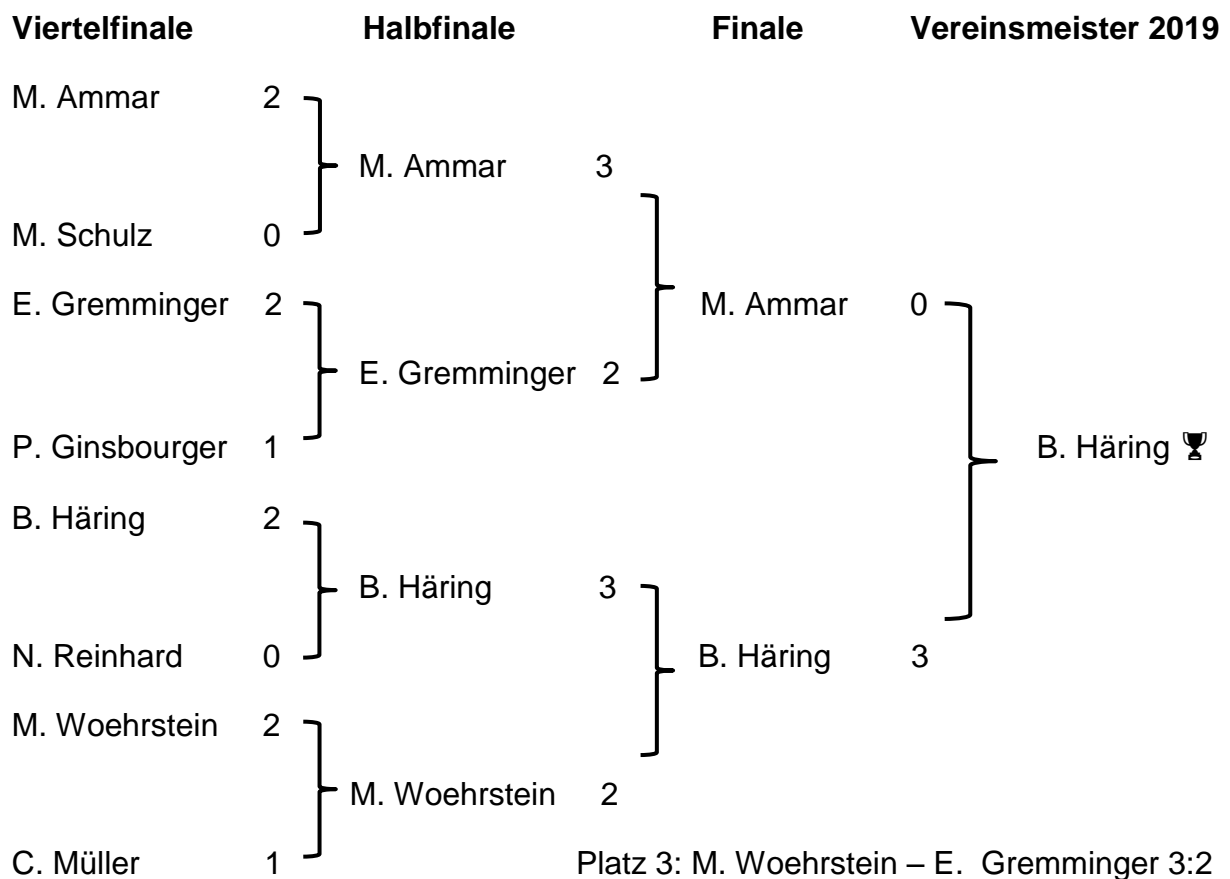 Viertelfinale Halbfinale Finale Vereinsmeister 2019
M. Ammar 2
M. Ammar 3
M. Schulz 0
E. Gremminger 2
M. Ammar 0
E. Gremminger 2
P. Ginsbourger 1
B. Häring 🏆
B. Häring 2
B. Häring 3
N. Reinhard 0
B. Häring 3
M. Woehrstein 2
M. Woehrstein 2
C. Müller 1
Platz 3: M. Woehrstein – E. Gremminger 3:2